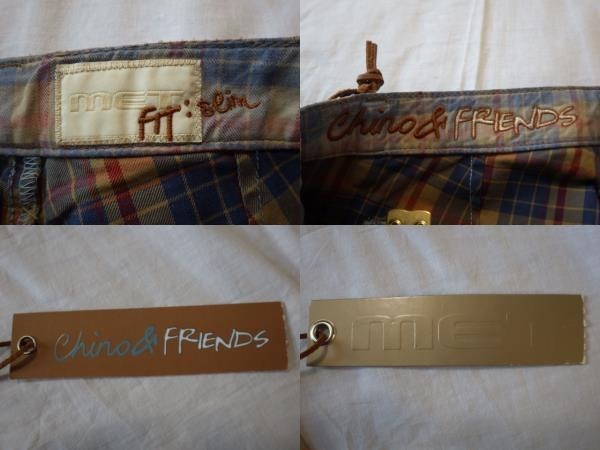 MET
FIT: slim
Chino & FRIENDS
Chino & FRIENDS
MET